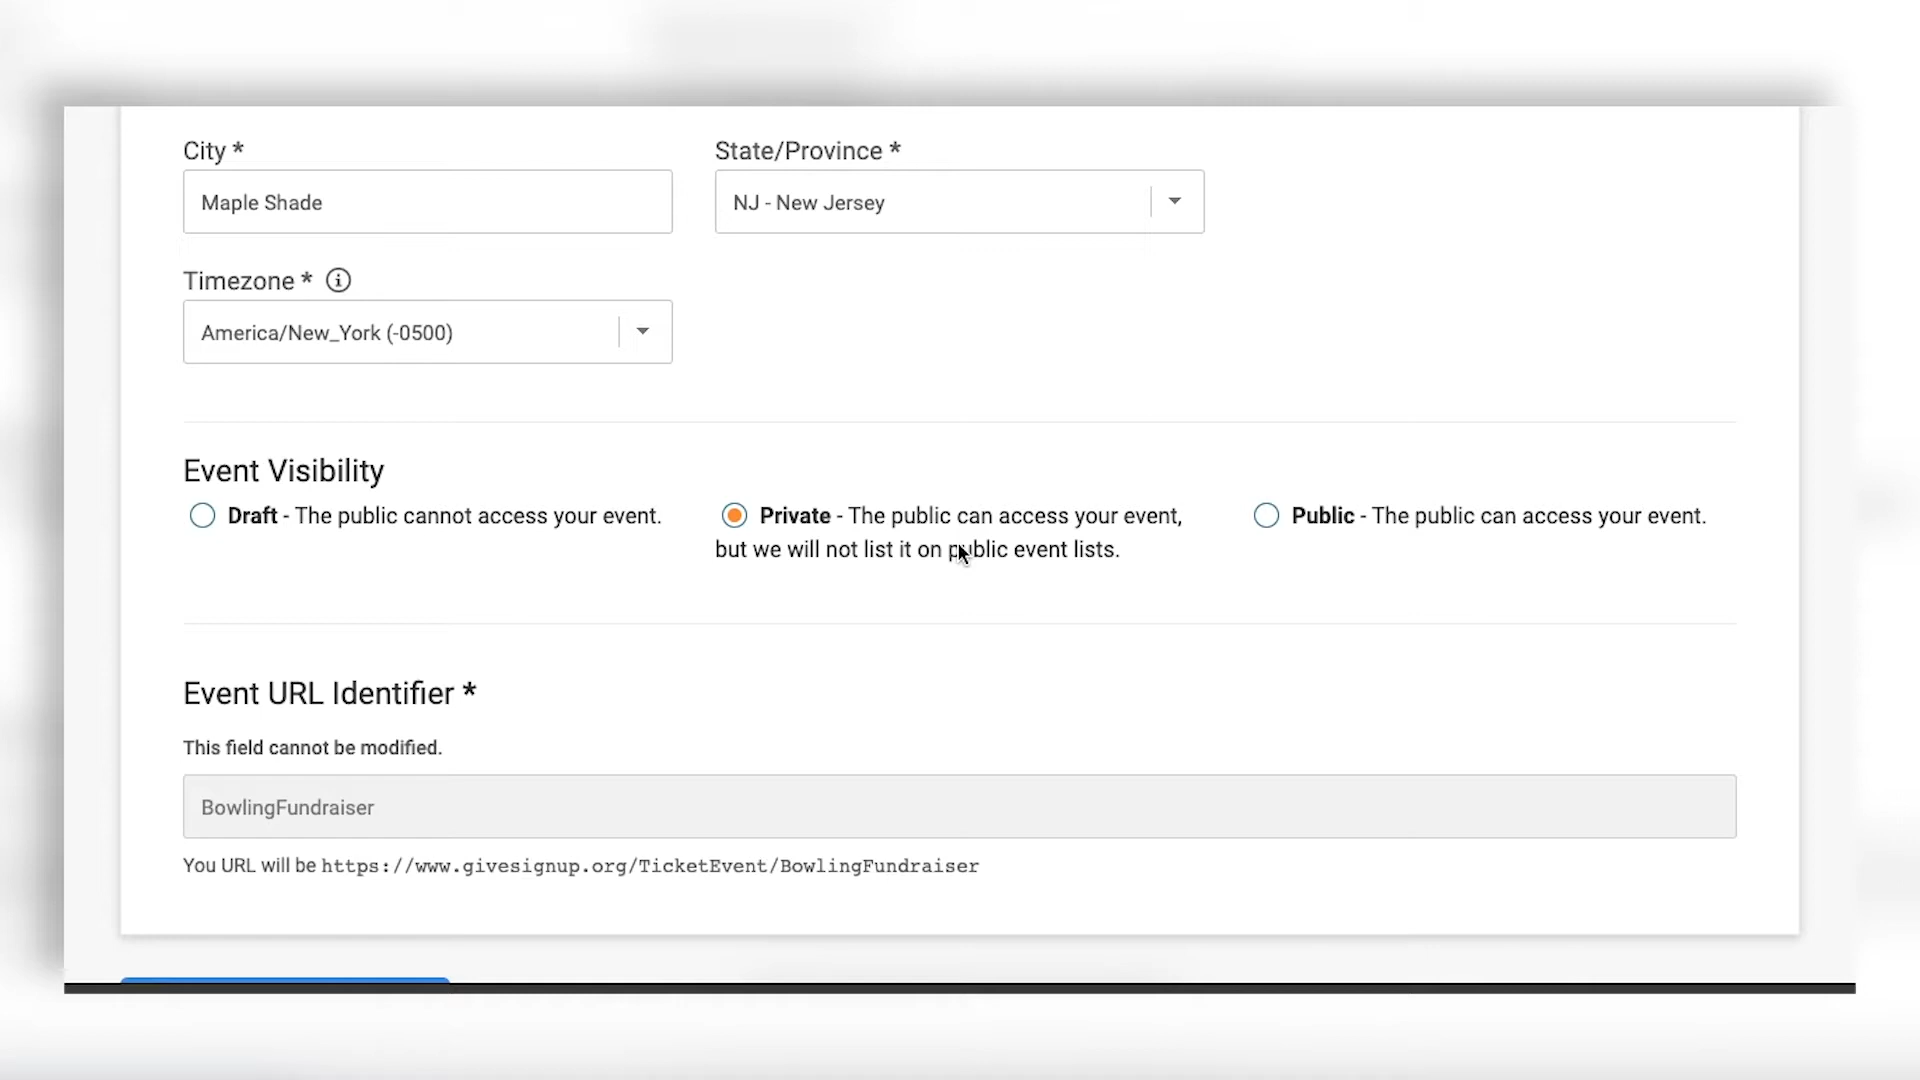 City *
State/Province *
Maple Shade
NJ - New Jersey
Timezone *
America/New_York (-0500)
Event Visibility
Draft - The public cannot access your event.
Private - The public can access your event,
but we will not list it on public event lists.
Public - The public can access your event.
Event URL Identifier *
This field cannot be modified.
BowlingFundraiser
You URL will be https://www.givesignup.org/TicketEvent/BowlingFundraiser